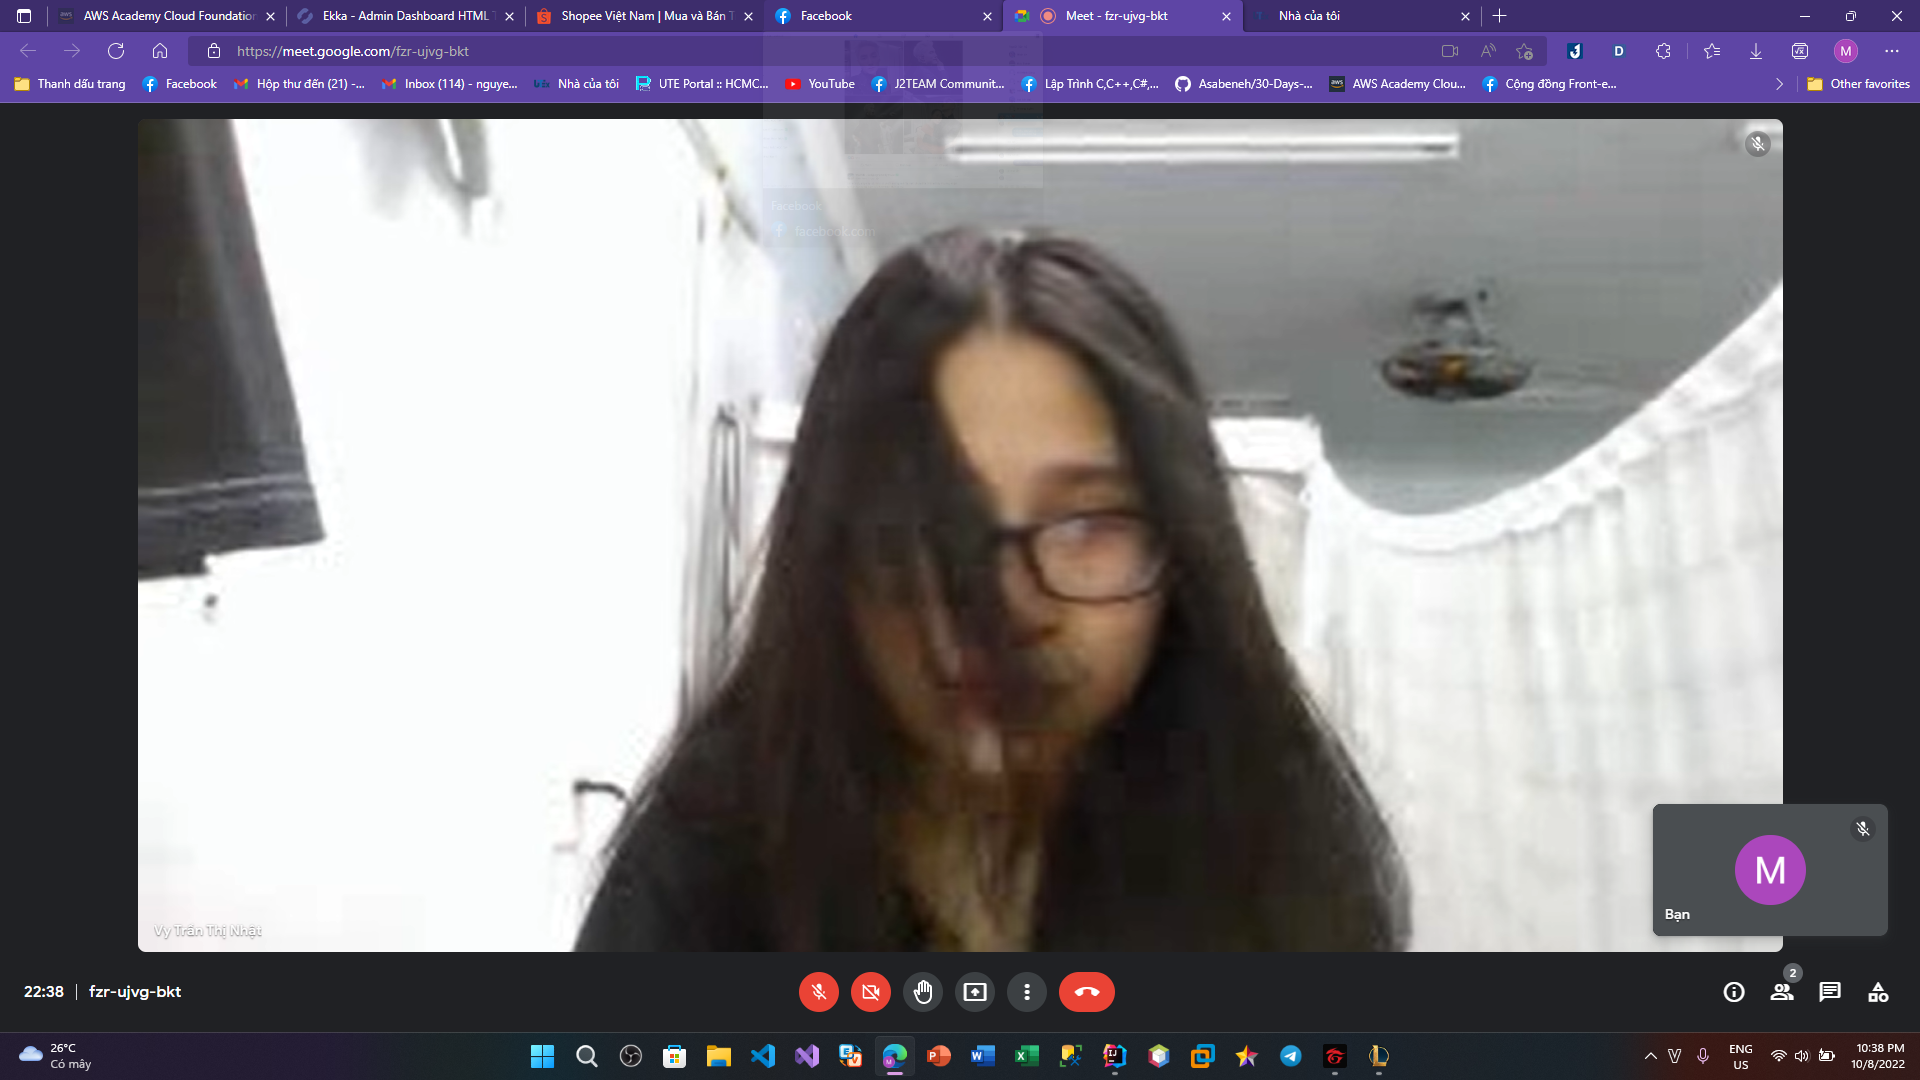 AWS Academy Cloud Foundation
Ekka - Admin Dashboard HTML T
Shopee Việt Nam | Mua và Bán T
Facebook
Meet - fzr-ujvg-bkt
Nhà của tôi
https://meet.google.com/fzr-ujvg-bkt
M
Thanh dấu trang
Facebook
Hộp thư đến (21) -...
Inbox (114) - nguye...
Nhà của tôi
UTE Portal :: HCMC...
YouTube
J2TEAM Communit...
Lập Trình C,C++,C#,...
Asabeneh/30-Days-...
AWS Academy Clou...
Cộng đồng Front-e...
Other favorites
Facebook
facebook.com
M
Bạn
Vy Trần Thị Nhật
22:38 | fzr-ujvg-bkt
2
26°C
Có mây
ENG
US
10:38 PM
10/8/2022